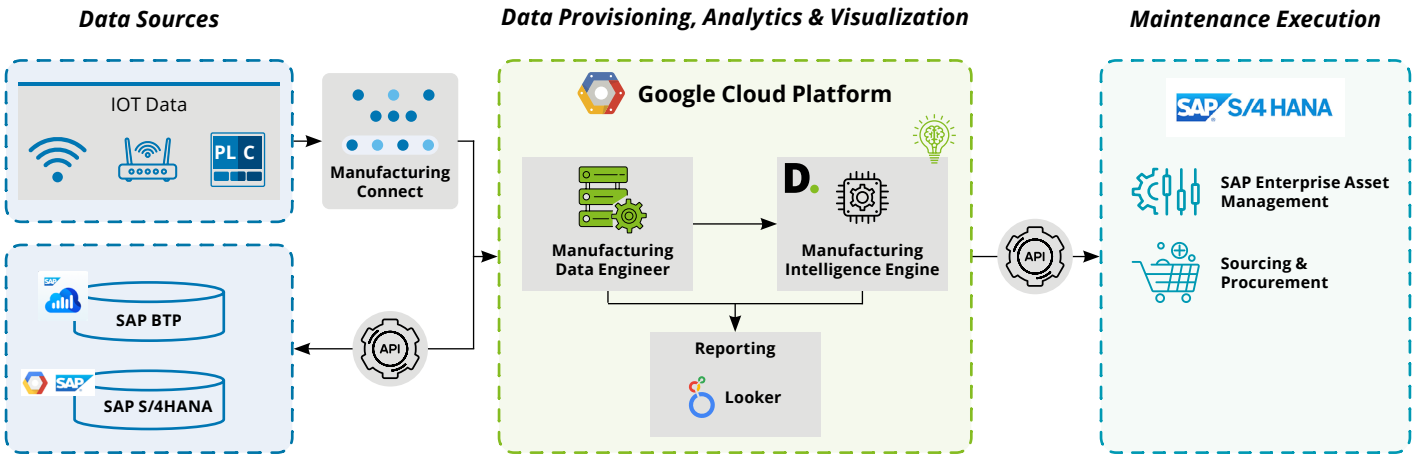 Data Sources
Data Provisioning, Analytics & Visualization
Maintenance Execution
IOT Data
PL C
Manufacturing
Connect
SAP
SAP BTP
API
SAP
SAP S/4HANA
Google Cloud Platform
Manufacturing
Data Engineer
D.
Manufacturing
Intelligence Engine
Reporting
Looker
API
SAP S/4 HANA
SAP Enterprise Asset
Management
Sourcing &
Procurement